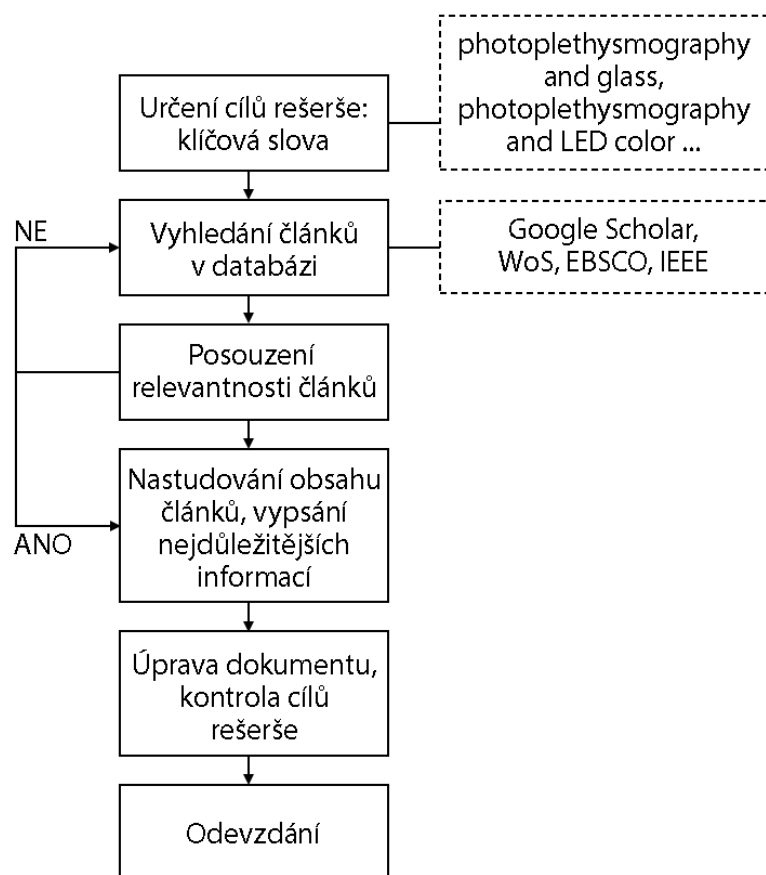 Určení cílů rešerše:
klíčová slova
photoplethysmography
and glass,
photoplethysmography
and LED color ...
NE
Vyhledání článků
v databázi
Google Scholar,
WoS, EBSCO, IEEE
Posouzení
relevantnosti článků
Nastudování obsahu
článků, vypsání
nejdůležitějších
informací
ANO
Úprava dokumentu,
kontrola cílů
rešerše
Odevzdání